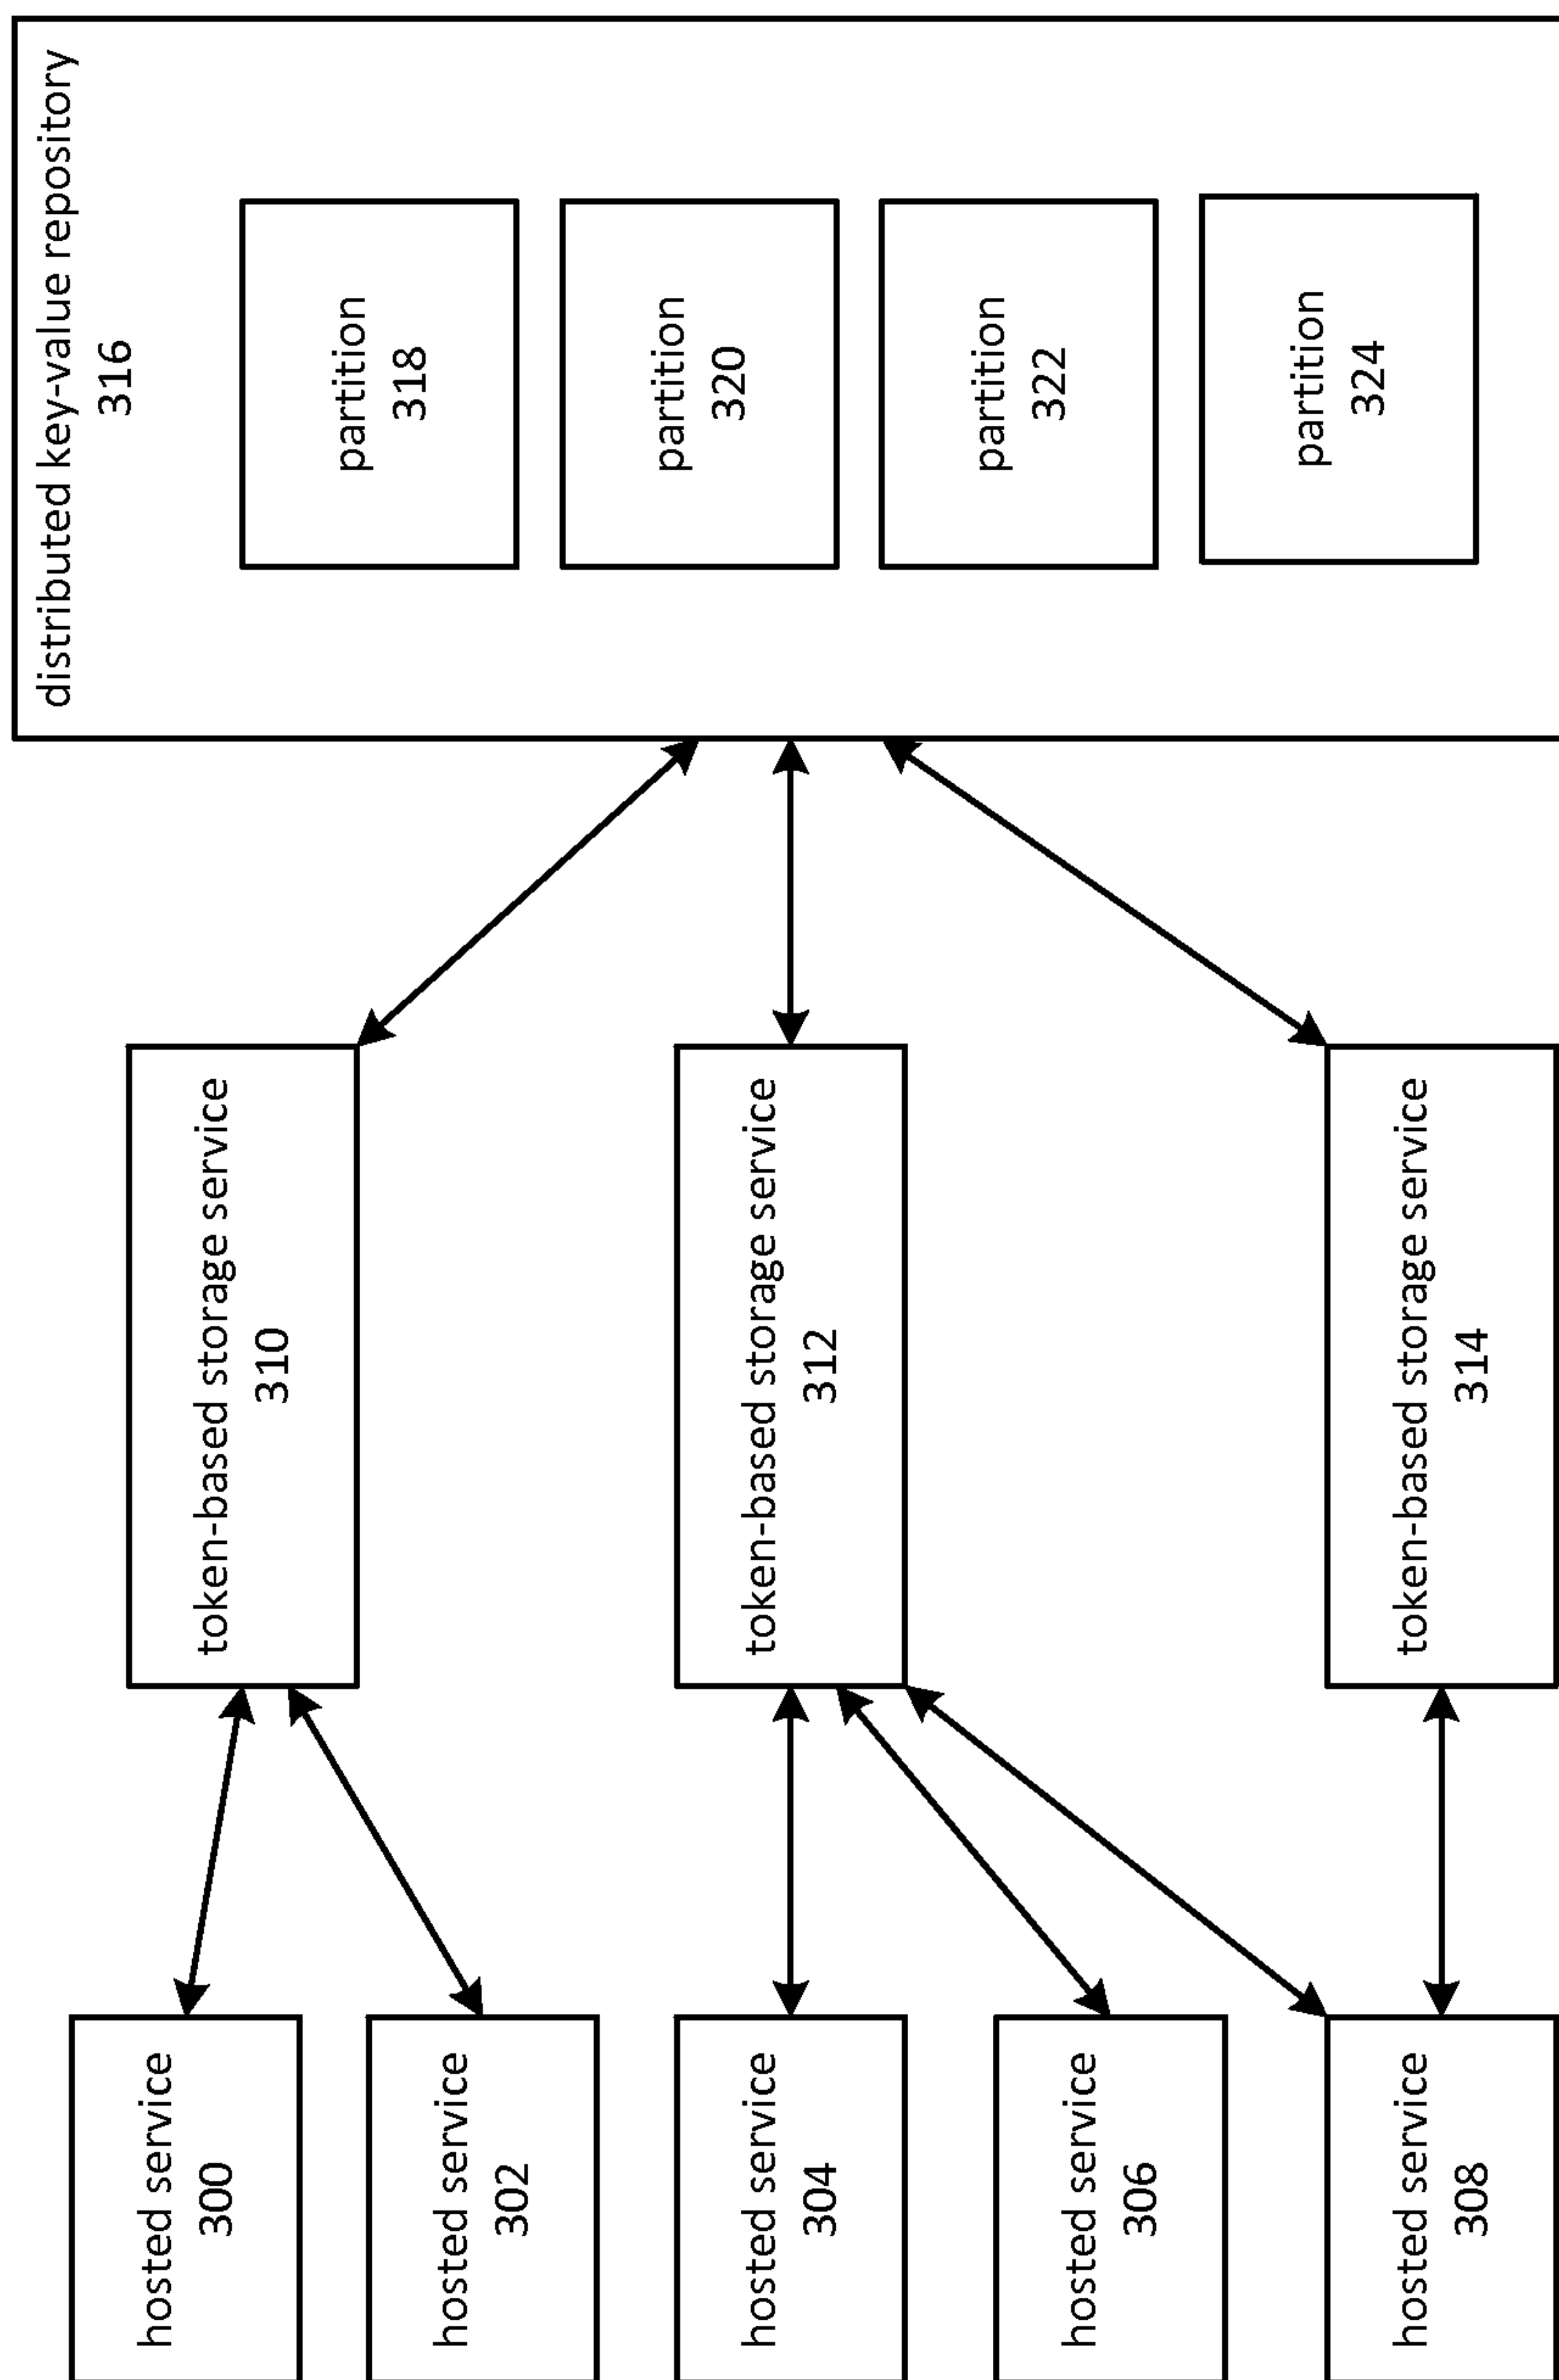 distributed key-value repository
316
partition
318
partition
320
partition
322
partition
324
token-based storage service
310
token-based storage service
312
token-based storage service
314
hosted service
300
hosted service
302
hosted service
304
hosted service
306
hosted service
308